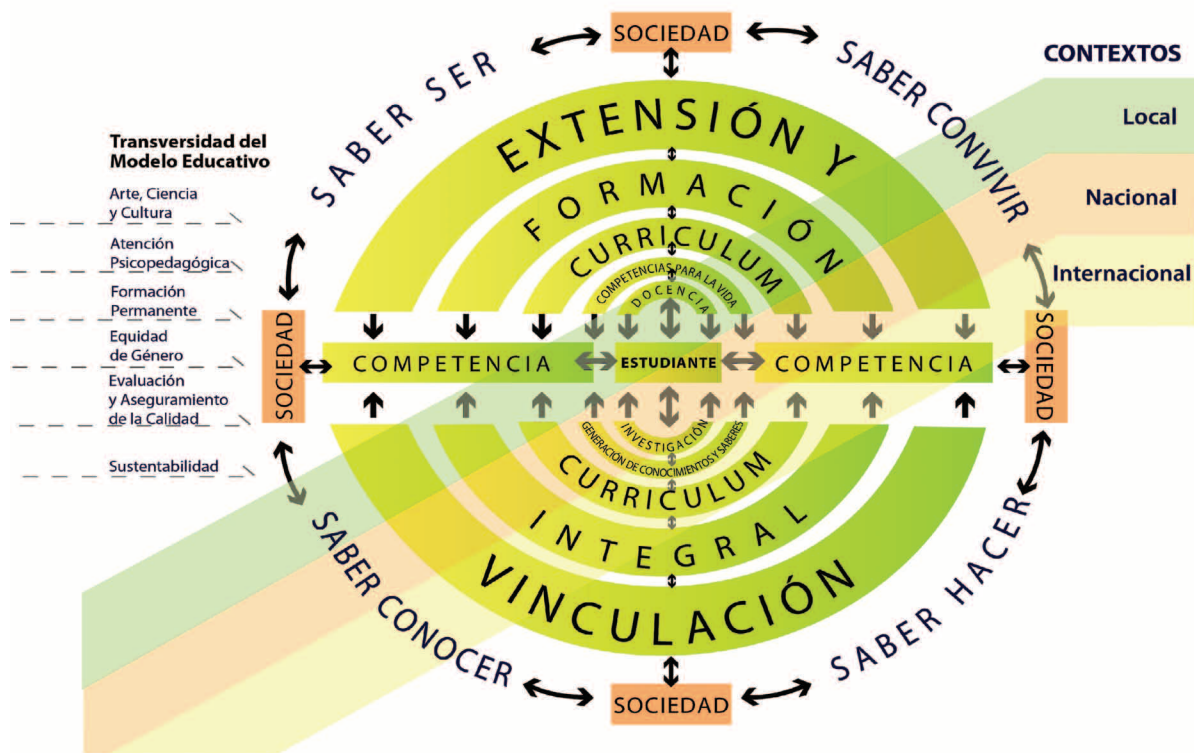 SOCIEDAD
SABER SER
SABER CONVIVIR
CONTEXTOS
Local
Nacional
Internacional
Transversidad del
Modelo Educativo
Arte, Ciencia
y Cultura
Atención
Psicopedagógica
Formación
Permanente
Equidad
de Género
Evaluación
y Aseguramiento
de la Calidad
Sustentabilidad
EXTENSIÓN Y
FORMACIÓN
CURRICULUM
COMPETENCIAS PARA LA VIDA
DOCENCIA
SOCIEDAD
COMPETENCIA
ESTUDIANTE
COMPETENCIA
SOCIEDAD
INVESTIGACIÓN
GENERACIÓN DE CONOCIMIENTOS Y SABERES
CURRICULUM
INTEGRAL
VINCULACIÓN
SABER CONOCER
SABER HACER
SOCIEDAD